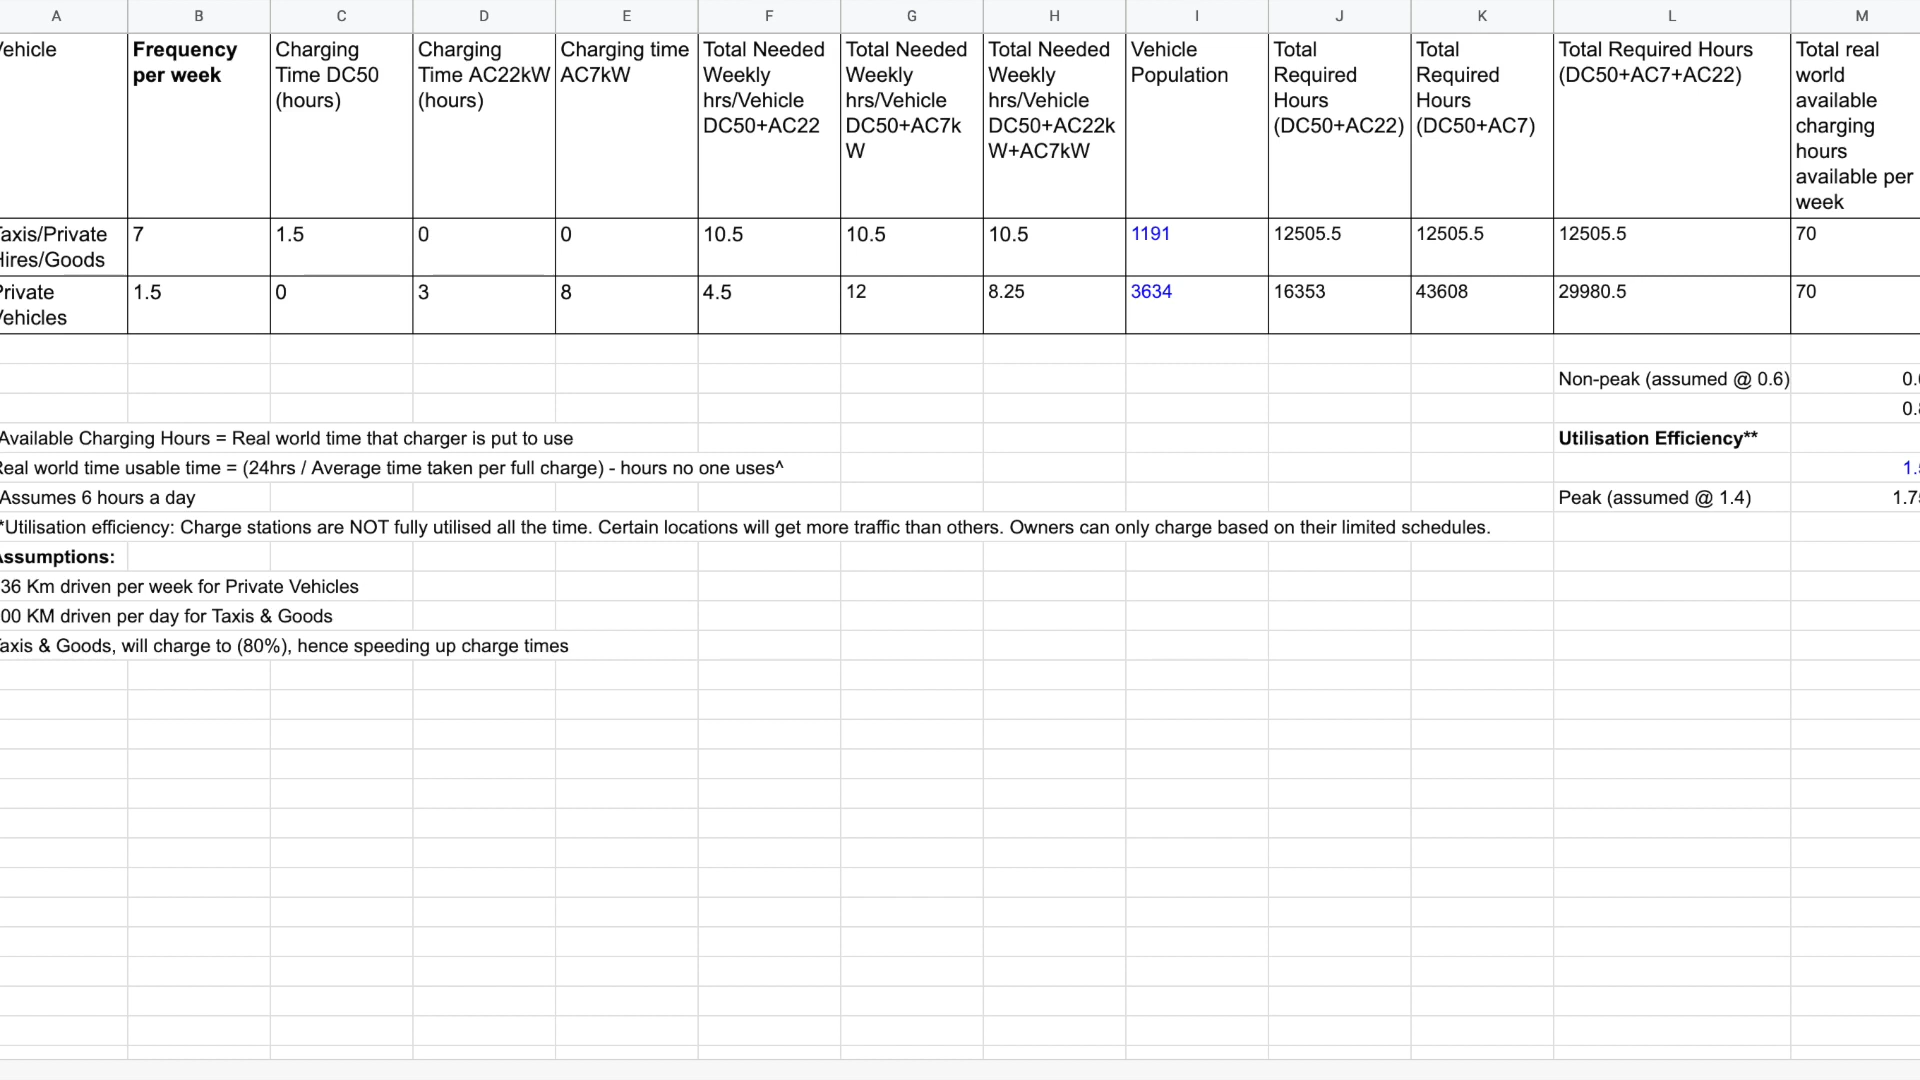 A B C D E F G H I J K L M
ehicle
Frequency
per week
Charging
Time DC50
(hours)
Charging
Time AC22kW
(hours)
Charging time
AC7kW
Total Needed
Weekly
hrs/Vehicle
DC50+AC22
Total Needed
Weekly
hrs/Vehicle
DC50+AC7k
W
Total Needed
Weekly
hrs/Vehicle
DC50+AC22k
W+AC7kW
Vehicle
Population
Total
Required
Hours
(DC50+AC22)
Total
Required
Hours
(DC50+AC7)
Total Required Hours
(DC50+AC7+AC22)
Total real
world
available
charging
hours
available per
week
axis/Private
Hires/Goods
7
1.5
0
0
10.5
10.5
10.5
1191
12505.5
12505.5
12505.5
70
Private
Vehicles
1.5
0
3
8
4.5
12
8.25
3634
16353
43608
29980.5
70
Non-peak (assumed @ 0.6)
0.
0.
Available Charging Hours = Real world time that charger is put to use
Utilisation Efficiency**
Real world time usable time = (24hrs / Average time taken per full charge) - hours no one uses^
1.
Assumes 6 hours a day
Peak (assumed @ 1.4)
1.7
*Utilisation efficiency: Charge stations are NOT fully utilised all the time. Certain locations will get more traffic than others. Owners can only charge based on their limited schedules.
Assumptions:
36 Km driven per week for Private Vehicles
00 KM driven per day for Taxis & Goods
axis & Goods, will charge to (80%), hence speeding up charge times